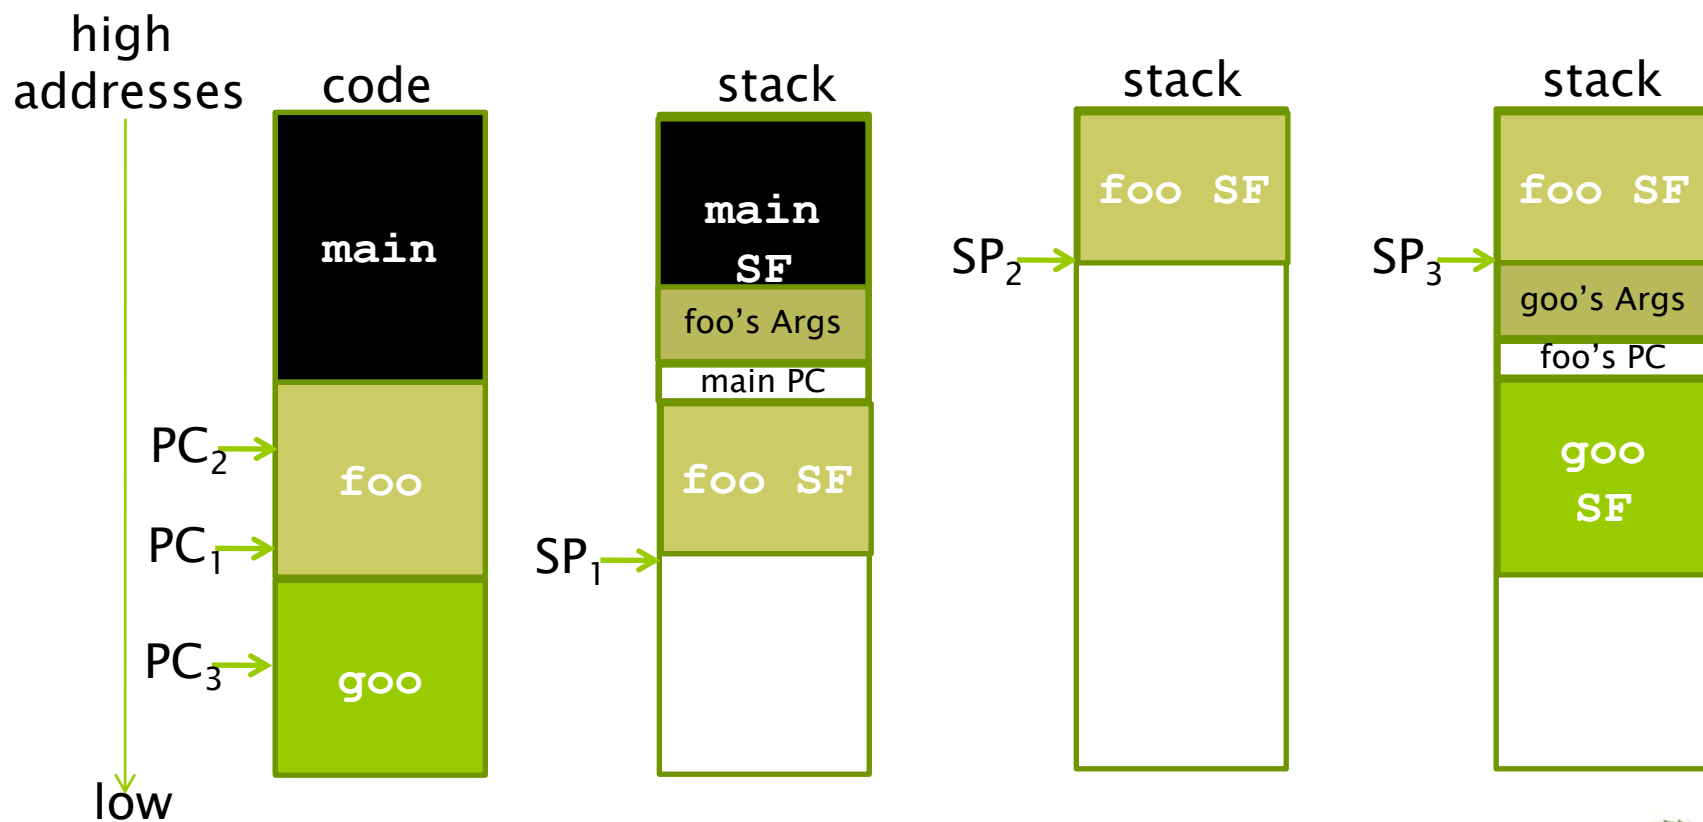 high
addresses
code
main
foo
goo
PC2
PC1
PC3
low
stack
main
SF
foo's Args
main PC
foo SF
SP1
stack
foo SF
SP2
stack
foo SF
SP3
goo's Args
foo's PC
goo
SF